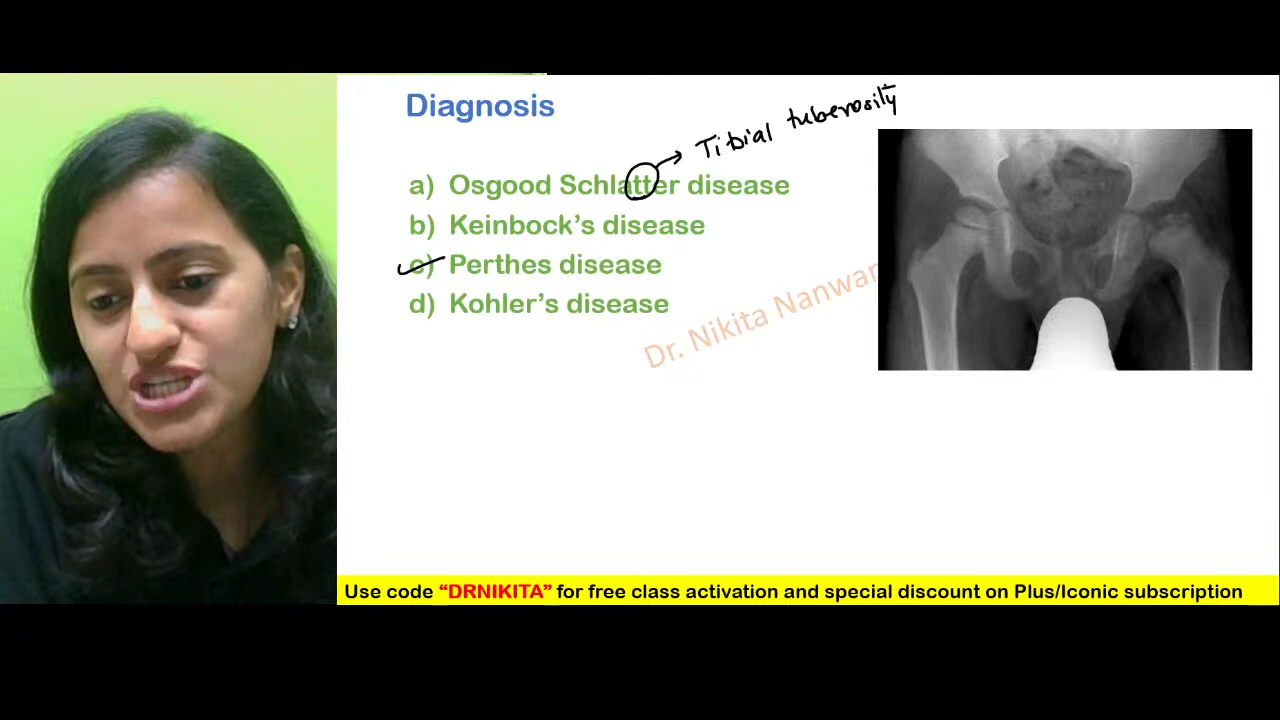 Diagnosis
Tibial tuberosity
a) Osgood Schlatter disease
b) Keinbock’s disease
c) Perthes disease
d) Kohler’s disease
Dr. Nikita Nanwan
Use code “DRNIKITA” for free class activation and special discount on Plus/Iconic subscription